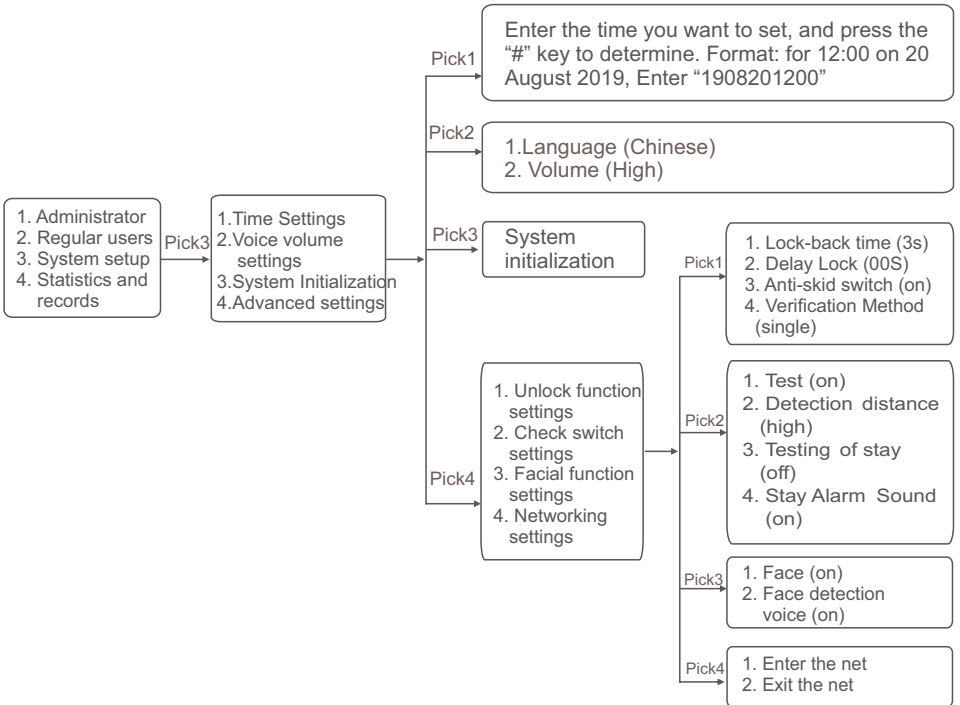 1. Administrator
2. Regular users
3. System setup
4. Statistics and
records
Pick3
1.Time Settings
2.Voice volume
settings
3.System Initialization
4.Advanced settings
Pick1
Enter the time you want to set, and press the
“#” key to determine. Format: for 12:00 on 20
August 2019, Enter “1908201200”
Pick2
1.Language (Chinese)
2. Volume (High)
Pick3
System
initialization
Pick4
1. Unlock function
settings
2. Check switch
settings
3. Facial function
settings
4. Networking
settings
Pick1
1. Lock-back time (3s)
2. Delay Lock (00S)
3. Anti-skid switch (on)
4. Verification Method
(single)
Pick2
1. Test (on)
2. Detection distance
(high)
3. Testing of stay
(off)
4. Stay Alarm Sound
(on)
Pick3
1. Face (on)
2. Face detection
voice (on)
Pick4
1. Enter the net
2. Exit the net